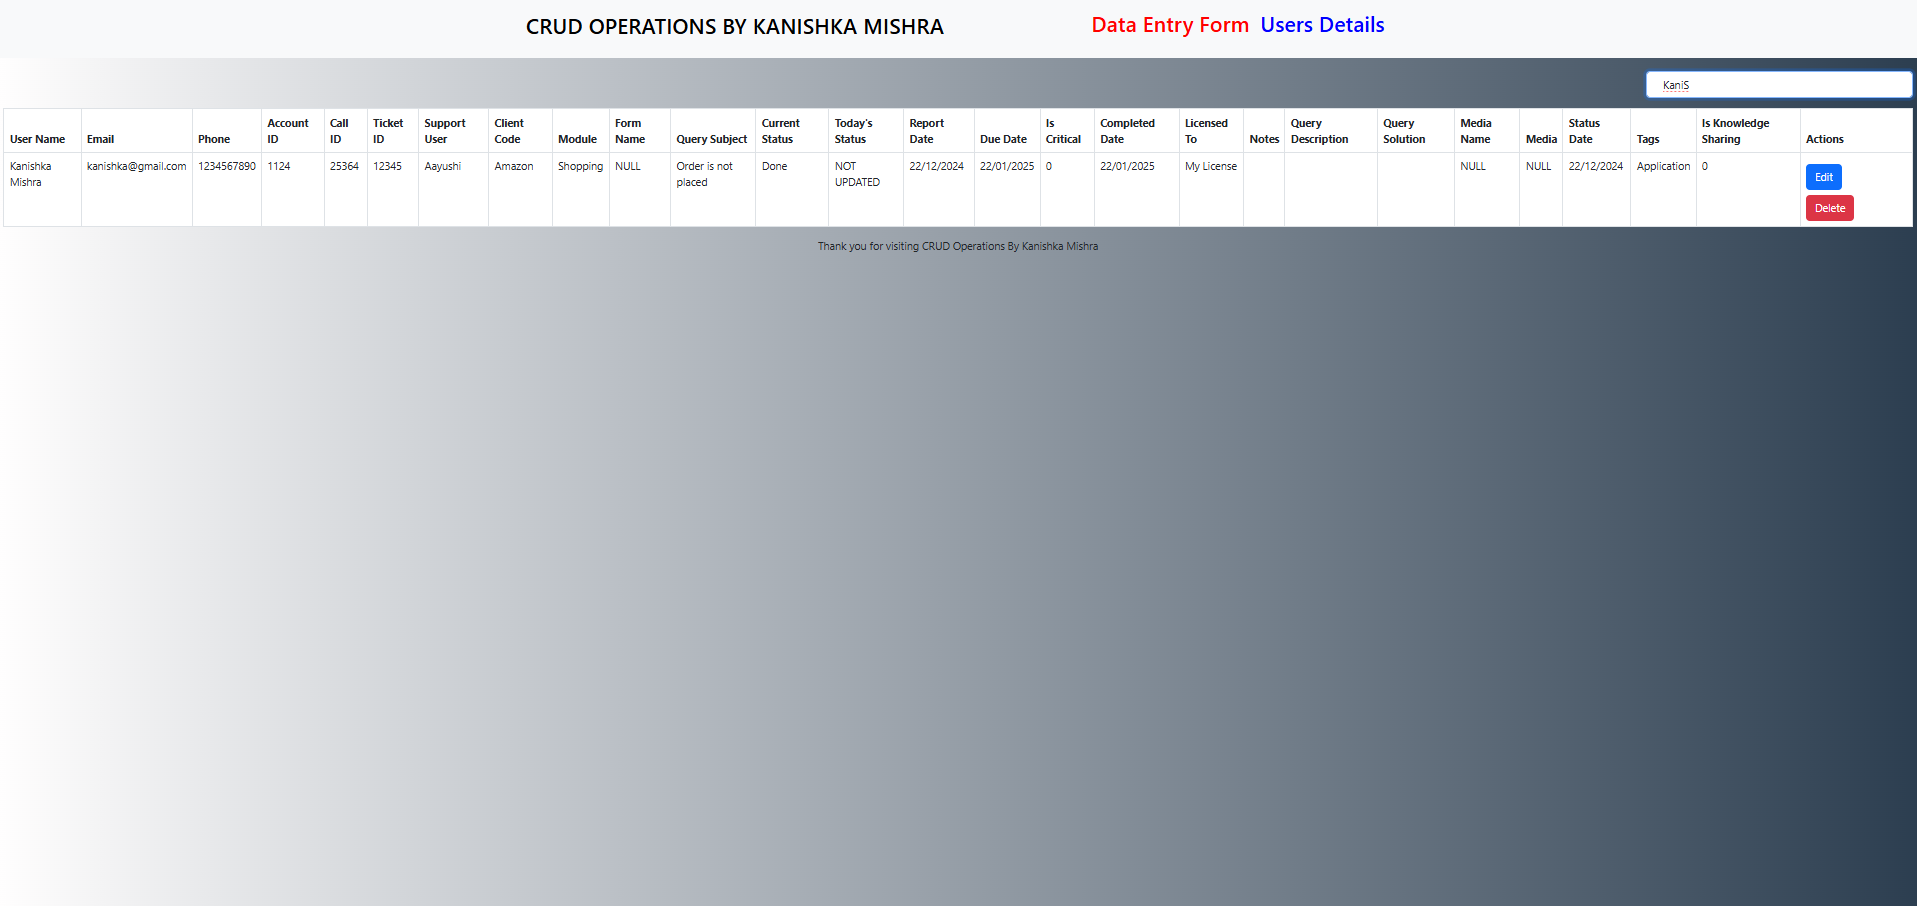 CRUD OPERATIONS BY KANISHKA MISHRA
Data Entry Form Users Details
KaniS
User Name Email Phone Account ID Call ID Ticket ID Support User Client Code Module Form Name Query Subject Current Status Today's Status Report Date Due Date Is Critical Completed Date Licensed To Notes Query Description Query Solution Media Name Media Status Date Tags Is Knowledge Sharing Actions
Kanishka Mishra kanishka@gmail.com 1234567890 1124 25364 12345 Aayushi Amazon Shopping NULL Order is not placed Done NOT UPDATED 22/12/2024 22/01/2025 0 22/01/2025 My License NULL NULL 22/12/2024 Application 0 Edit
Delete
Thank you for visiting CRUD Operations By Kanishka Mishra